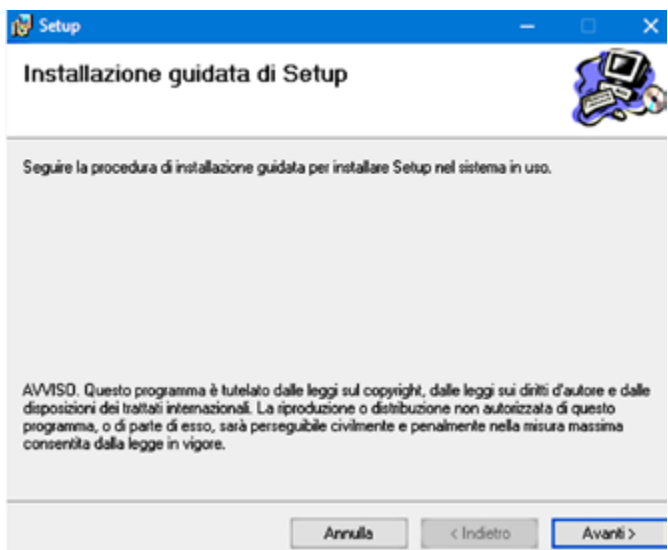 Setup
Installazione guidata di Setup
Seguire la procedura di installazione guidata per installare Setup nel sistema in uso.
AVVISO. Questo programma è tutelato dalle leggi sul copyright, dalle leggi sui diritti d'autore e dalle
disposizioni dei trattati internazionali. La riproduzione o distribuzione non autorizzata di questo
programma, o di parte di esso, sarà perseguibile civilmente e penalmente nella misura massima
consentita dalla legge in vigore.
Annulla < Indietro Avanti >